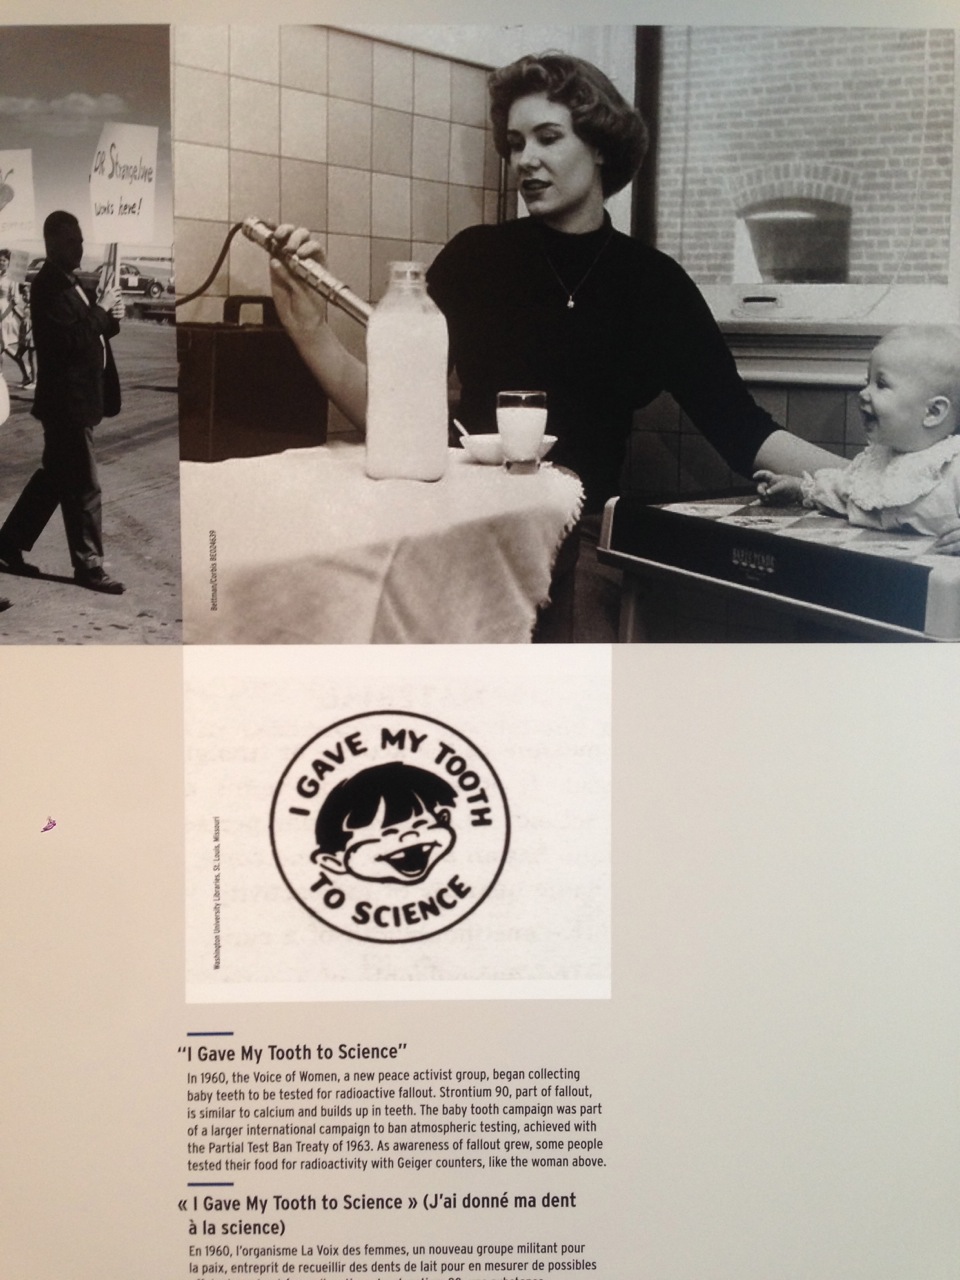 DR. Strangelove
works here!
Bettman/Corbis BE024639
I GAVE MY TOOTH
TO SCIENCE
Washington University Libraries, St. Louis, Missouri
“I Gave My Tooth to Science”
In 1960, the Voice of Women, a new peace activist group, began collecting
baby teeth to be tested for radioactive fallout. Strontium 90, part of fallout,
is similar to calcium and builds up in teeth. The baby tooth campaign was part
of a larger international campaign to ban atmospheric testing, achieved with
the Partial Test Ban Treaty of 1963. As awareness of fallout grew, some people
tested their food for radioactivity with Geiger counters, like the woman above.
« I Gave My Tooth to Science » (J’ai donné ma dent
à la science)
En 1960, l’organisme La Voix des femmes, un nouveau groupe militant pour
la paix, entreprit de recueillir des dents de lait pour en mesurer de possibles